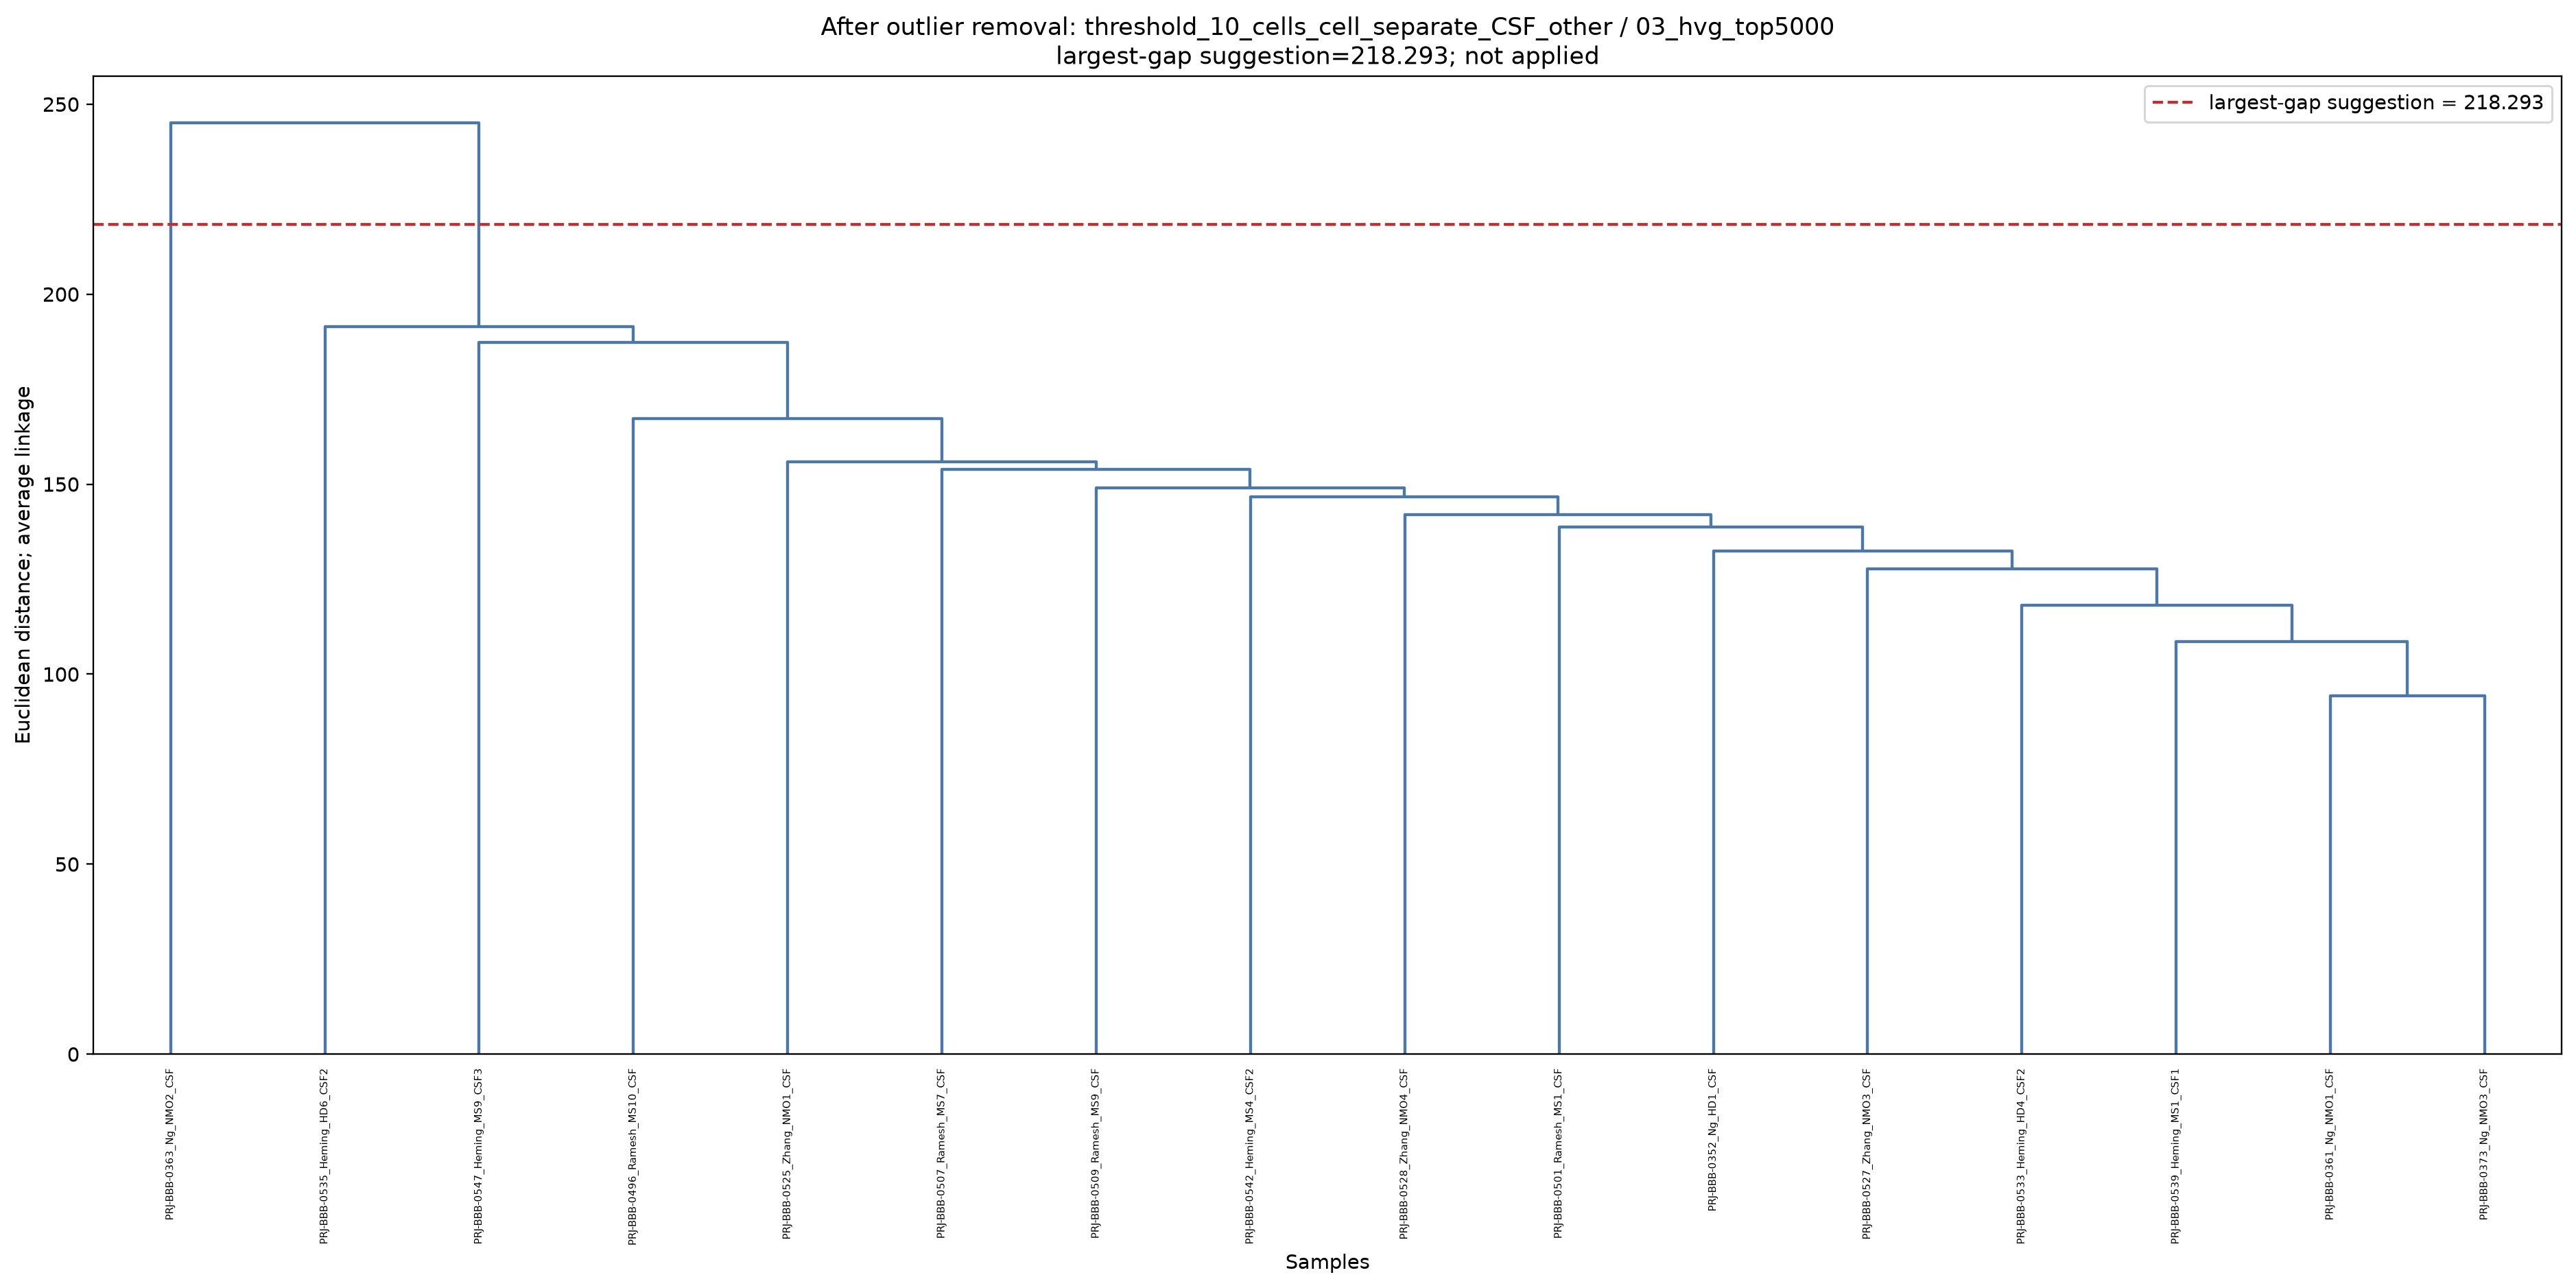 After outlier removal: threshold_10_cells_cell_separate_CSF_other / 03_hvg_top5000
largest-gap suggestion=218.293; not applied
largest-gap suggestion = 218.293
Euclidean distance; average linkage
250
200
150
100
50
0
PRJ-BBB-0363_Ng_NMO2_CSF
PRJ-BBB-0535_Heming_HD6_CSF2
PRJ-BBB-0547_Heming_MS9_CSF3
PRJ-BBB-0496_Ramesh_MS10_CSF
PRJ-BBB-0525_Zhang_NMO1_CSF
PRJ-BBB-0507_Ramesh_MS7_CSF
PRJ-BBB-0509_Ramesh_MS9_CSF
PRJ-BBB-0542_Heming_MS4_CSF2
PRJ-BBB-0528_Zhang_NMO4_CSF
PRJ-BBB-0501_Ramesh_MS1_CSF
PRJ-BBB-0352_Ng_HD1_CSF
PRJ-BBB-0527_Zhang_NMO3_CSF
PRJ-BBB-0533_Heming_HD4_CSF2
PRJ-BBB-0539_Heming_MS1_CSF1
PRJ-BBB-0361_Ng_NMO1_CSF
PRJ-BBB-0373_Ng_NMO3_CSF
Samples